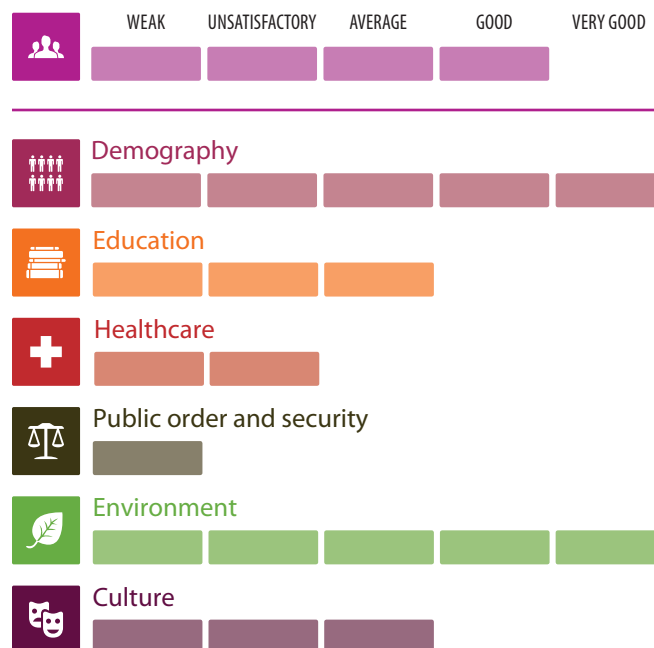 WEAK UNSATISFACTORY AVERAGE GOOD VERY GOOD
Demography
Education
Healthcare
Public order and security
Environment
Culture